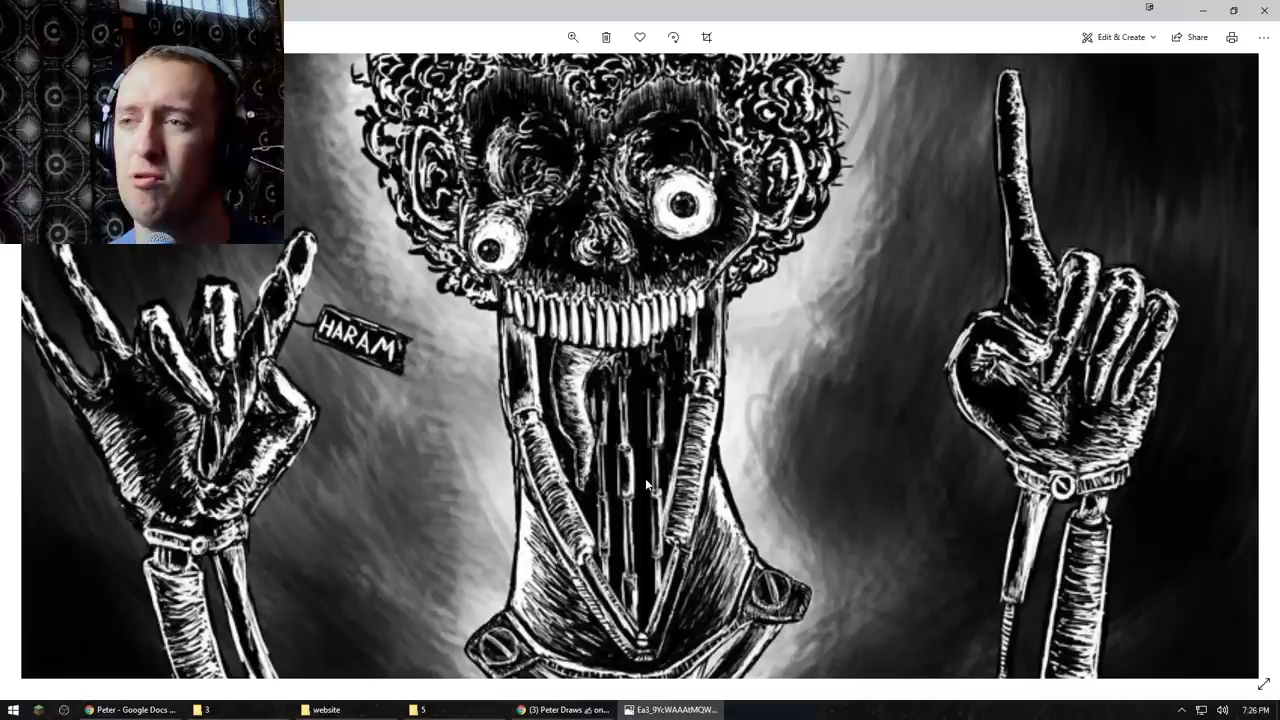 Edit & Create
Share
HARAM
Peter - Google Docs ...
3
website
5
(3) Peter Draws ✍ on...
Ea3_9YcWAAAtMQW...
7:26 PM